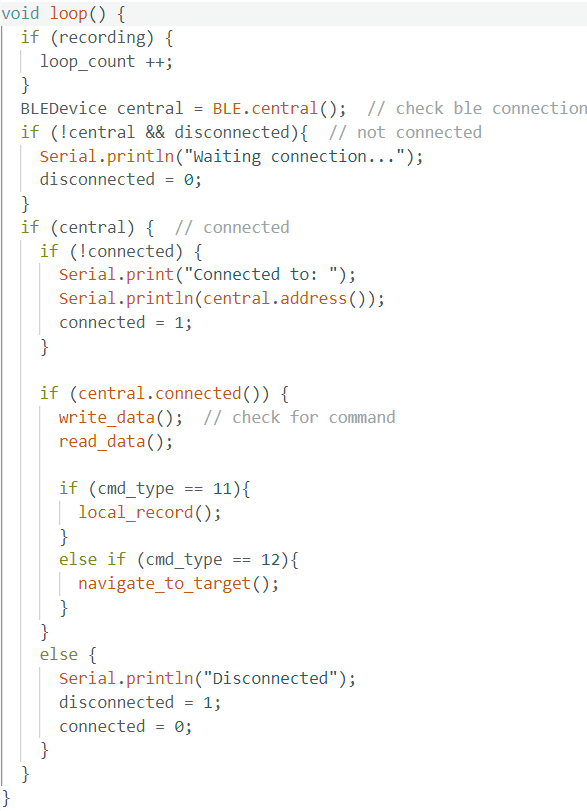 void loop() {
  if (recording) {
    loop_count ++;
  }
  BLEDevice central = BLE.central();  // check ble connection
  if (!central && disconnected){  // not connected
    Serial.println("Waiting connection...");
    disconnected = 0;
  }
  if (central) {  // connected
    if (!connected) {
      Serial.print("Connected to: ");
      Serial.println(central.address());
      connected = 1;
    }

    if (central.connected()) {
      write_data();  // check for command
      read_data();

      if (cmd_type == 11){
        local_record();
      }
      else if (cmd_type == 12){
        navigate_to_target();
      }
    }
    else {
      Serial.println("Disconnected");
      disconnected = 1;
      connected = 0;
    }
  }
}